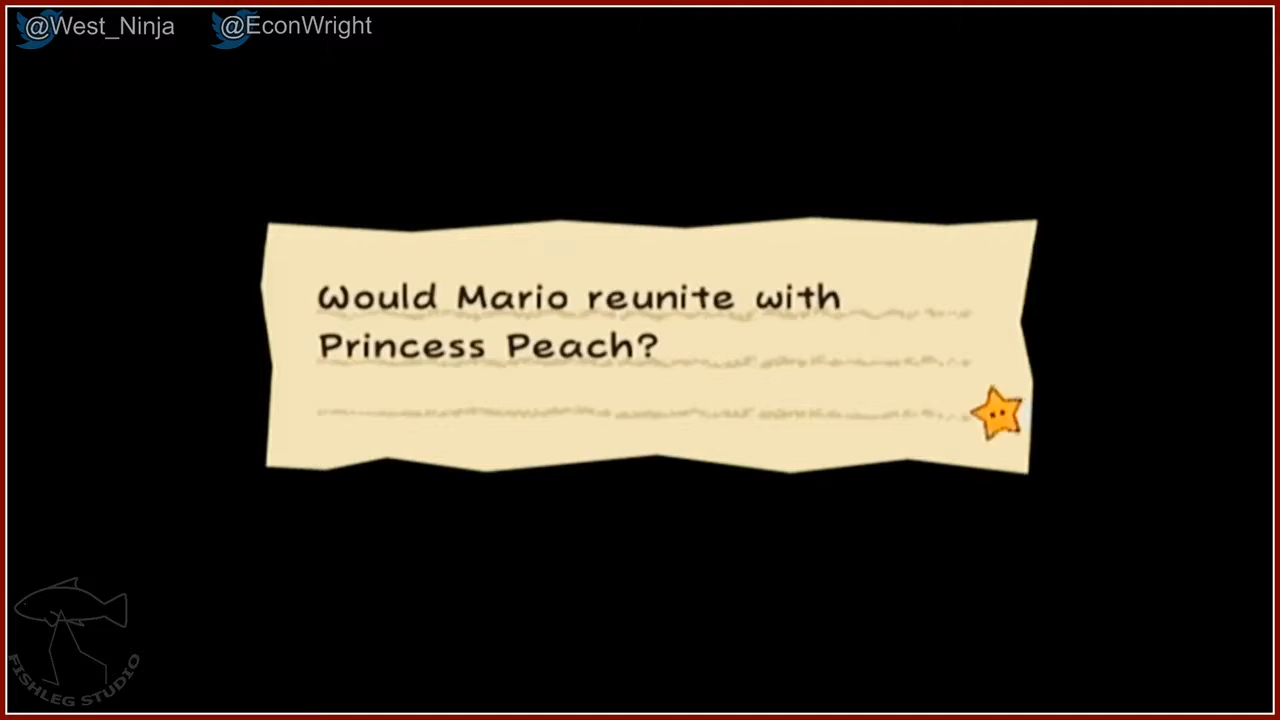 @West_Ninja @EconWright
Would Mario reunite with
Princess Peach?
FISHLEG STUDIO